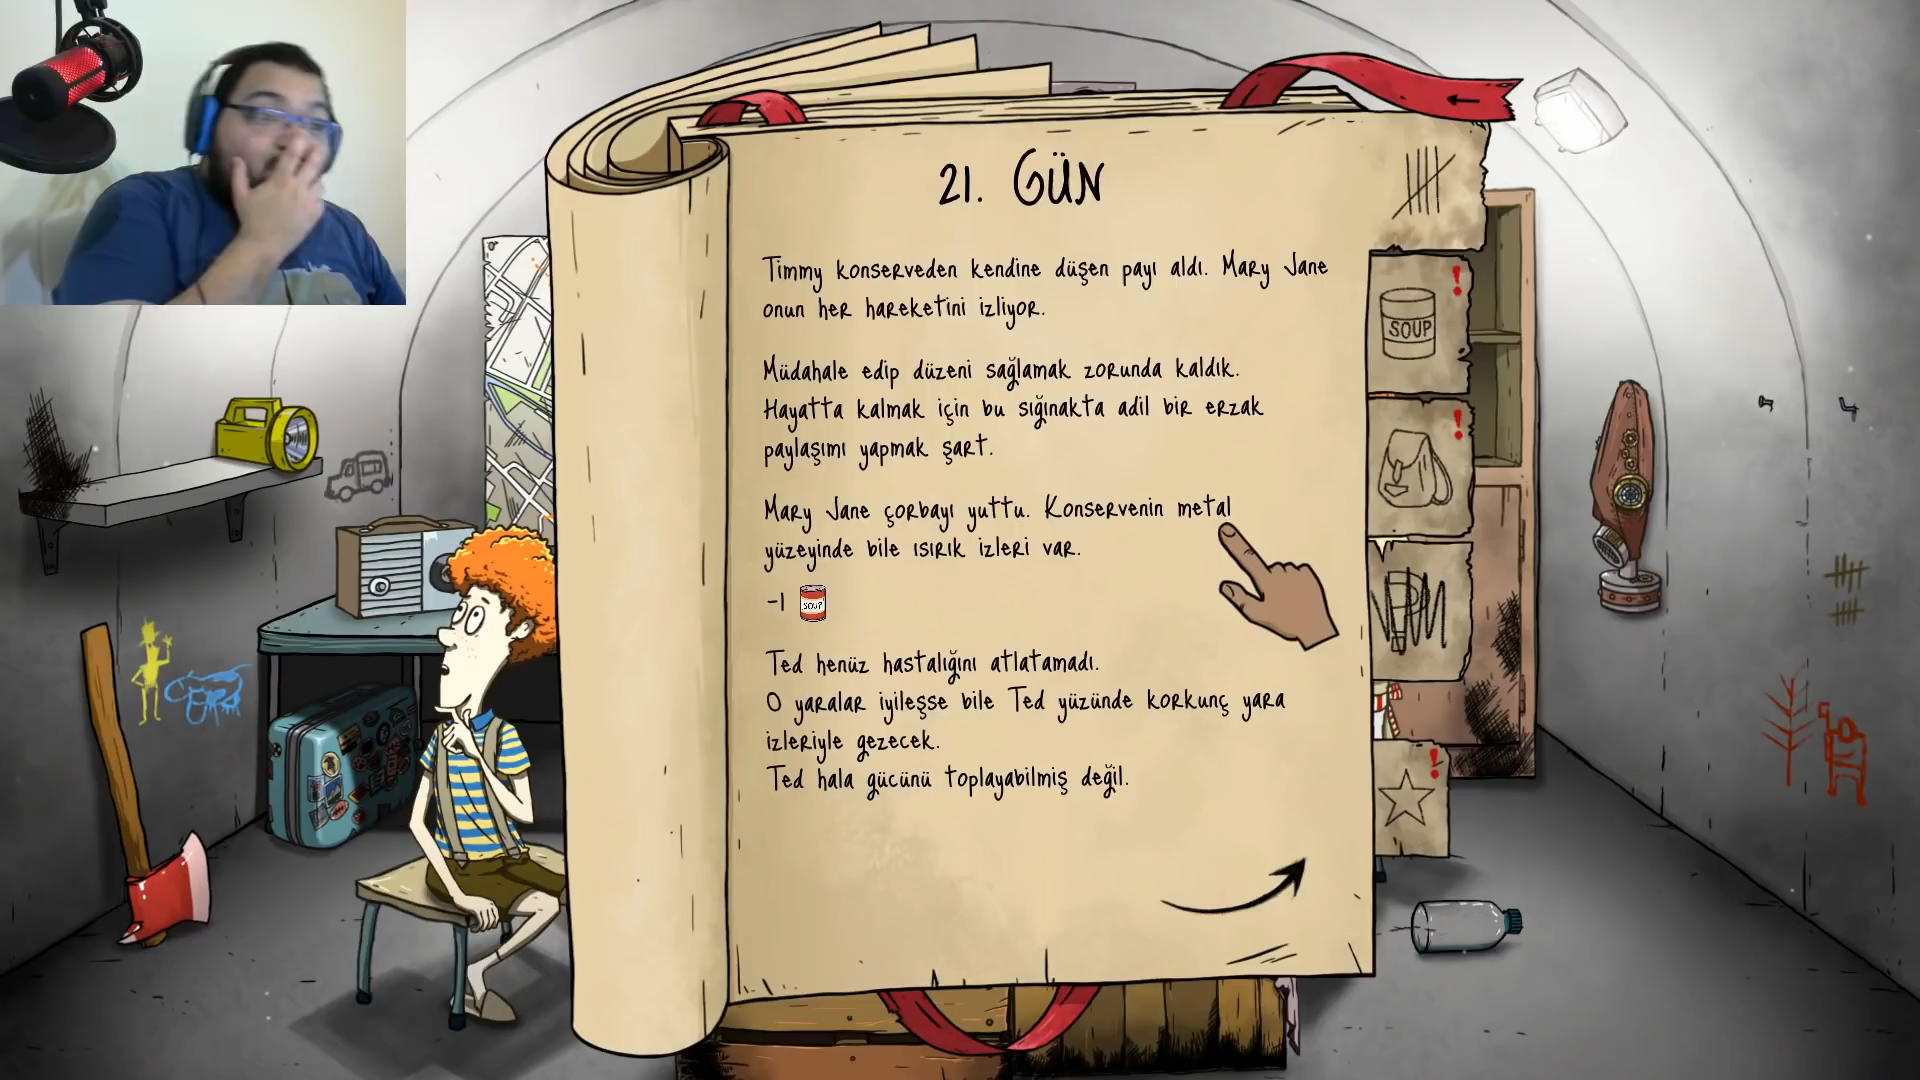 21. GÜN
Timmy konserveden kendine düşen payı aldı. Mary Jane
onun her hareketini izliyor.
Müdahale edip düzeni sağlamak zorunda kaldık.
Hayatta kalmak için bu sığınakta adil bir erzak
paylaşımı yapmak şart.
Mary Jane çorbayı yuttu. Konservenin metal
yüzeyinde bile ısırık izleri var.
-1 SOUP
Ted henüz hastalığını atlatamadı.
O yaralar iyileşse bile Ted yüzünde korkunç yara
izleriyle gezecek.
Ted hala gücünü toplayabilmiş değil.
!
SOUP
!
!